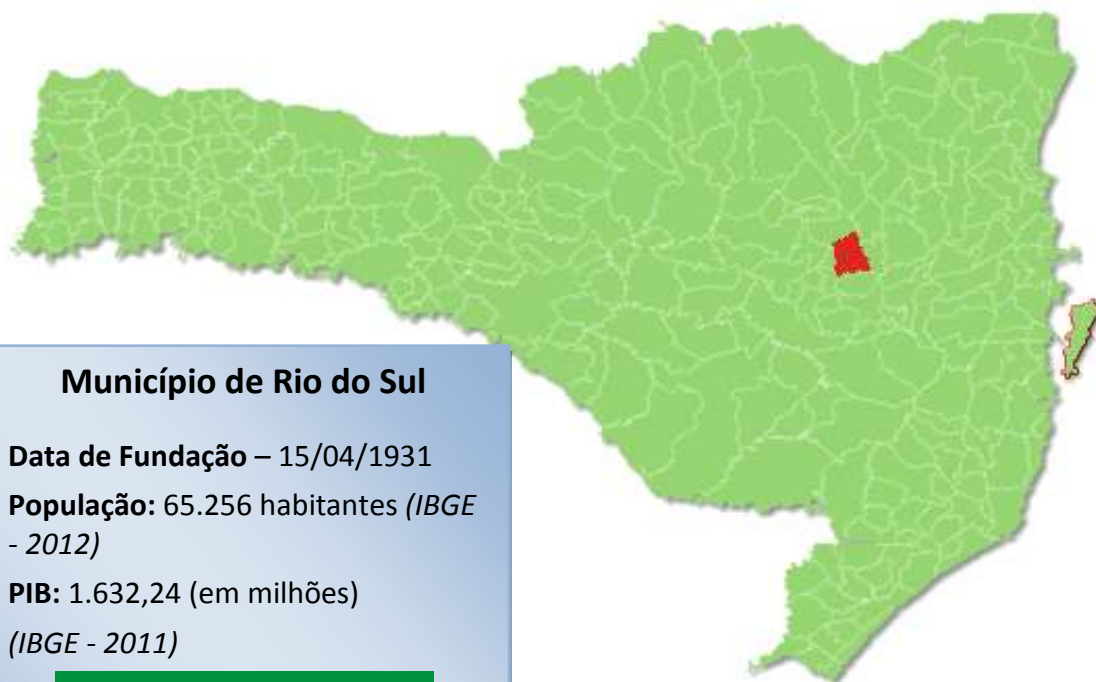 Município de Rio do Sul
Data de Fundação – 15/04/1931
População: 65.256 habitantes (IBGE
- 2012)
PIB: 1.632,24 (em milhões)
(IBGE - 2011)